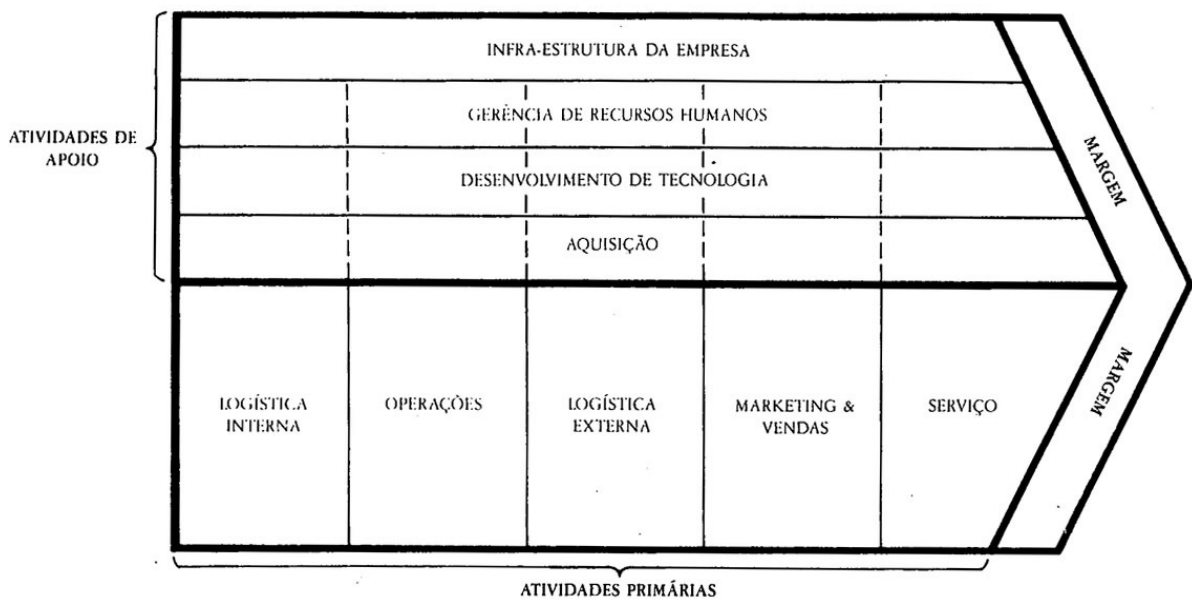 INFRA-ESTRUTURA DA EMPRESA
GERÊNCIA DE RECURSOS HUMANOS
ATIVIDADES DE
APOIO
DESENVOLVIMENTO DE TECNOLOGIA
AQUISIÇÃO
MARGEM
LOGÍSTICA
INTERNA
OPERAÇÕES
LOGÍSTICA
EXTERNA
MARKETING &
VENDAS
SERVIÇO
MARGEM
ATIVIDADES PRIMÁRIAS